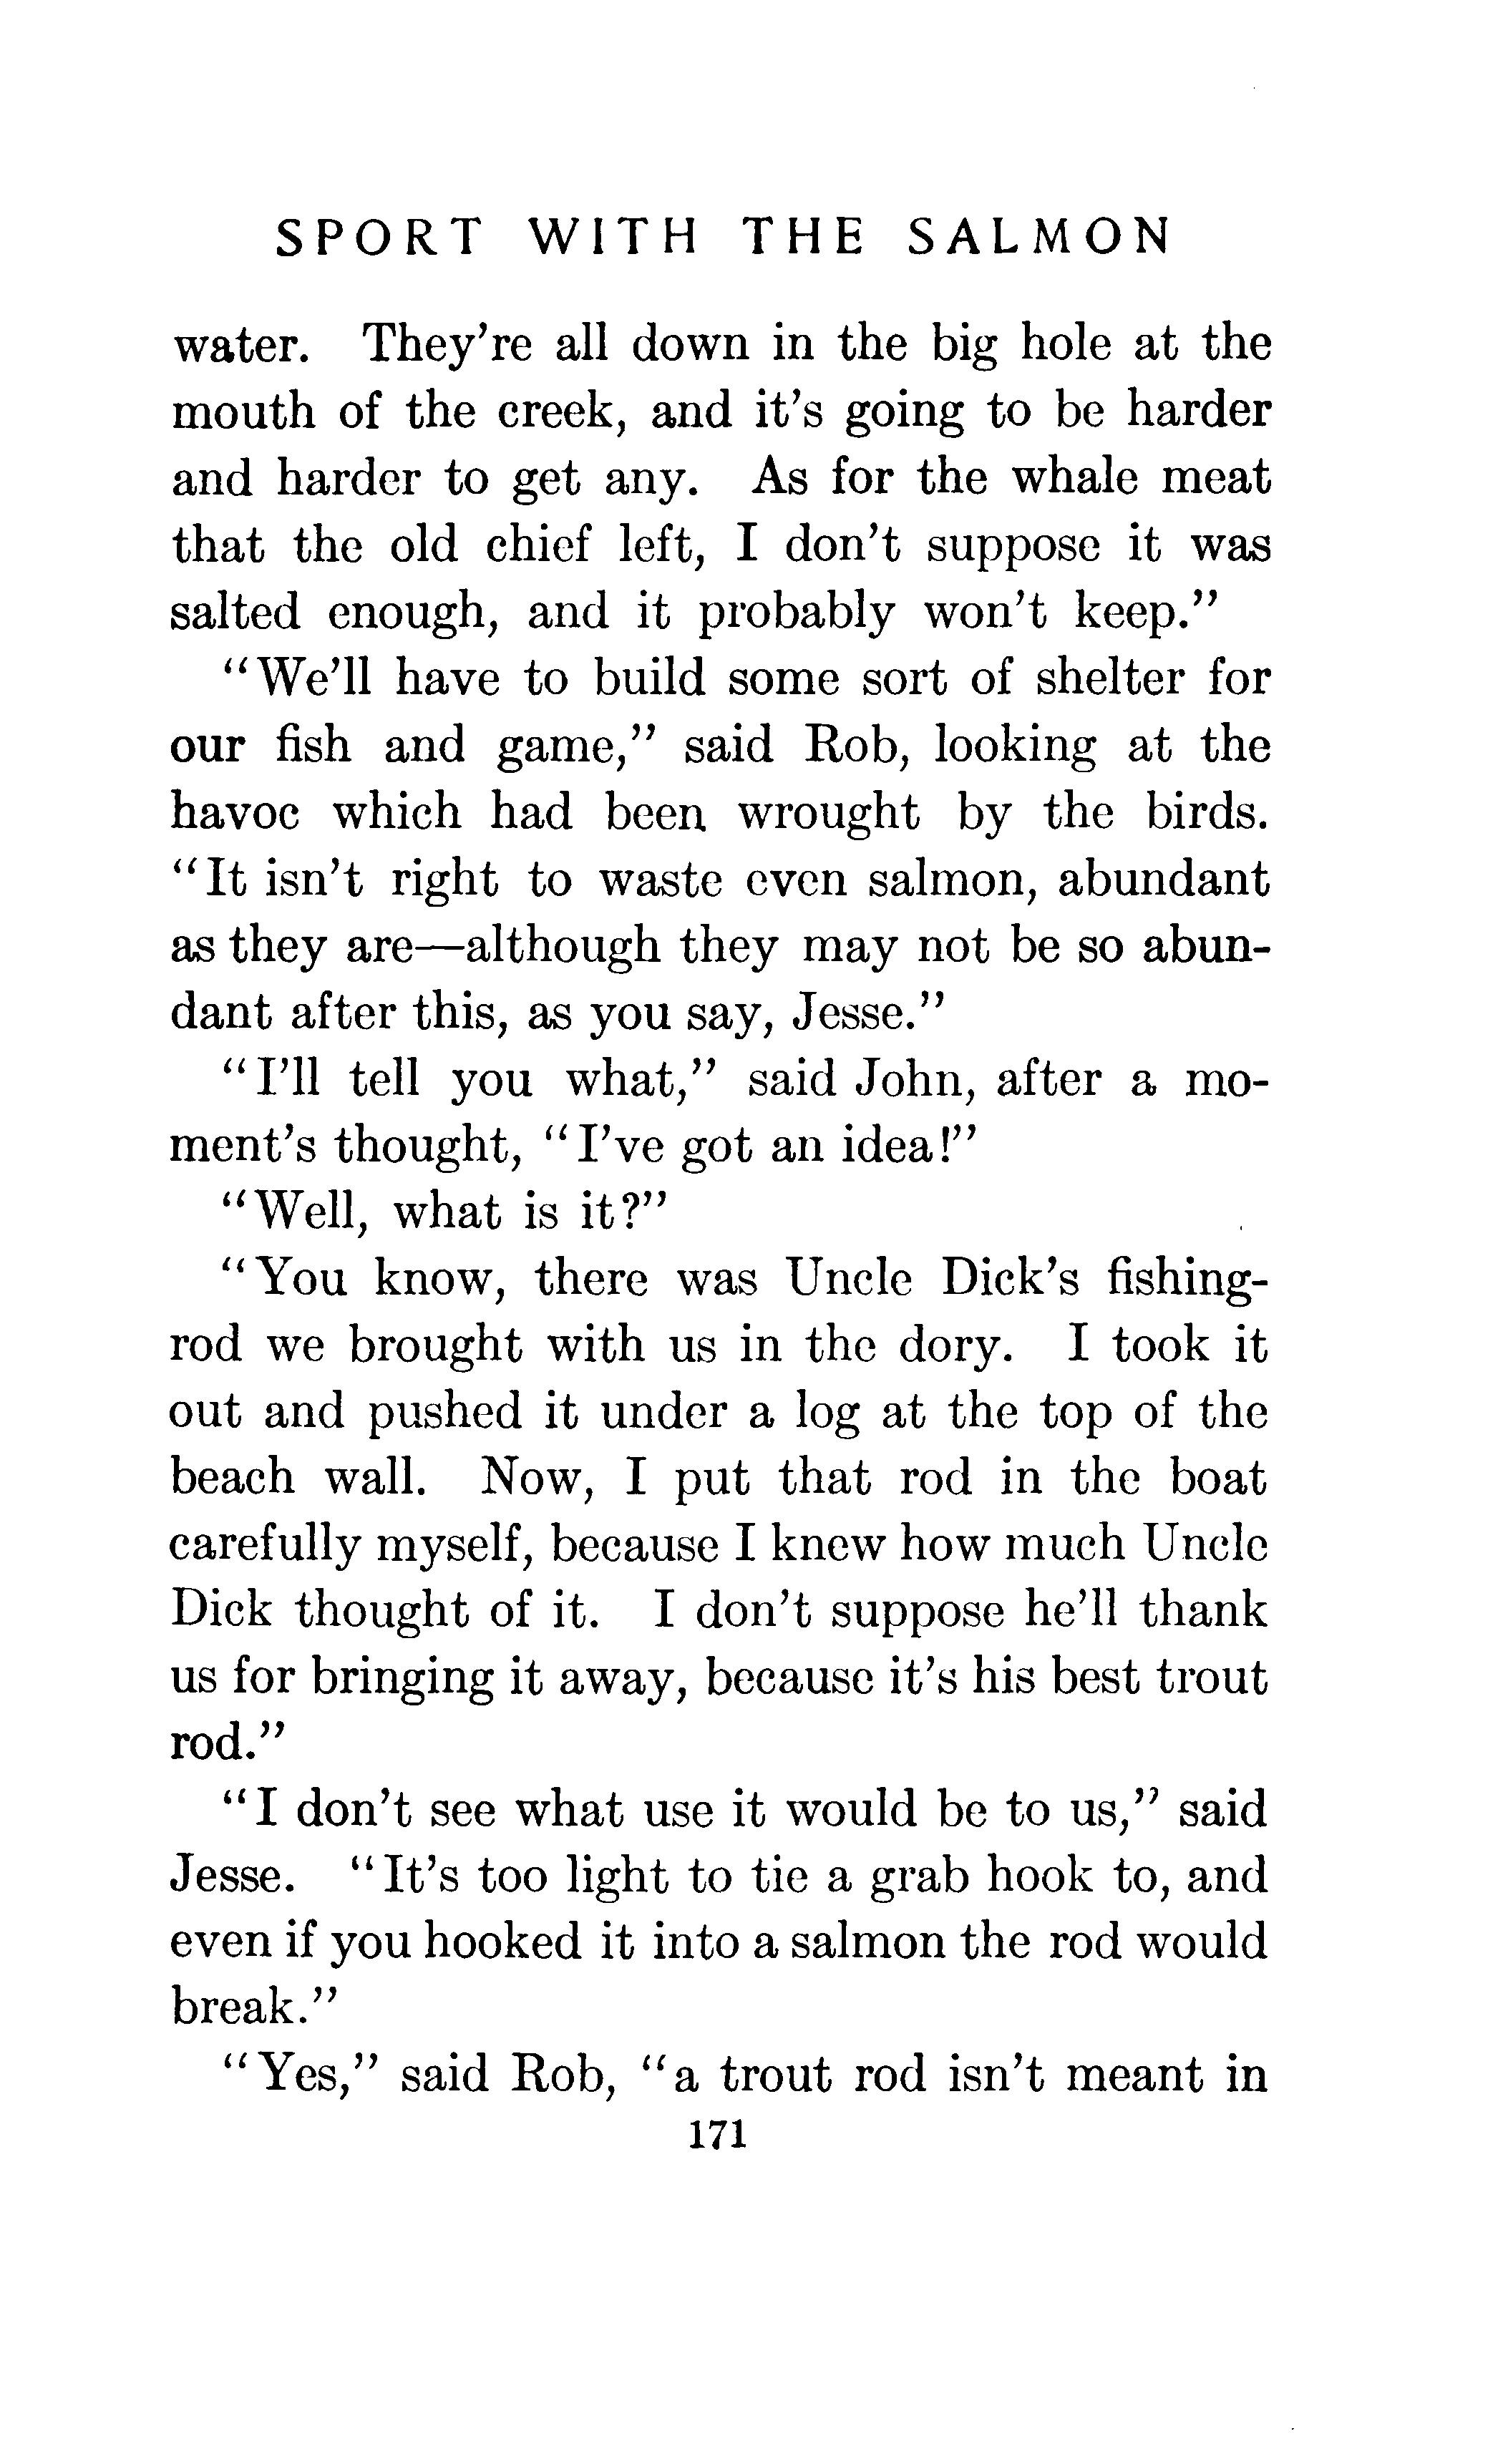 SPORT WITH THE SALMON
water. They're all down in the big hole at the
mouth of the creek, and it's going to be harder
and harder to get any. As for the whale meat
that the old chief left, I don't suppose it was
salted enough, and it probably won't keep."
"We'll have to build some sort of shelter for
our fish and game," said Rob, looking at the
havoc which had been wrought by the birds.
"It isn't right to waste even salmon, abundant
as they are—although they may not be so abun-
dant after this, as you say, Jesse."
"I'll tell you what," said John, after a mo-
ment's thought, "I've got an idea!"
"Well, what is it?"
"You know, there was Uncle Dick's fishing-
rod we brought with us in the dory. I took it
out and pushed it under a log at the top of the
beach wall. Now, I put that rod in the boat
carefully myself, because I knew how much Uncle
Dick thought of it. I don't suppose he'll thank
us for bringing it away, because it's his best trout
rod."
"I don't see what use it would be to us," said
Jesse. "It's too light to tie a grab hook to, and
even if you hooked it into a salmon the rod would
break."
"Yes," said Rob, "a trout rod isn't meant in
171